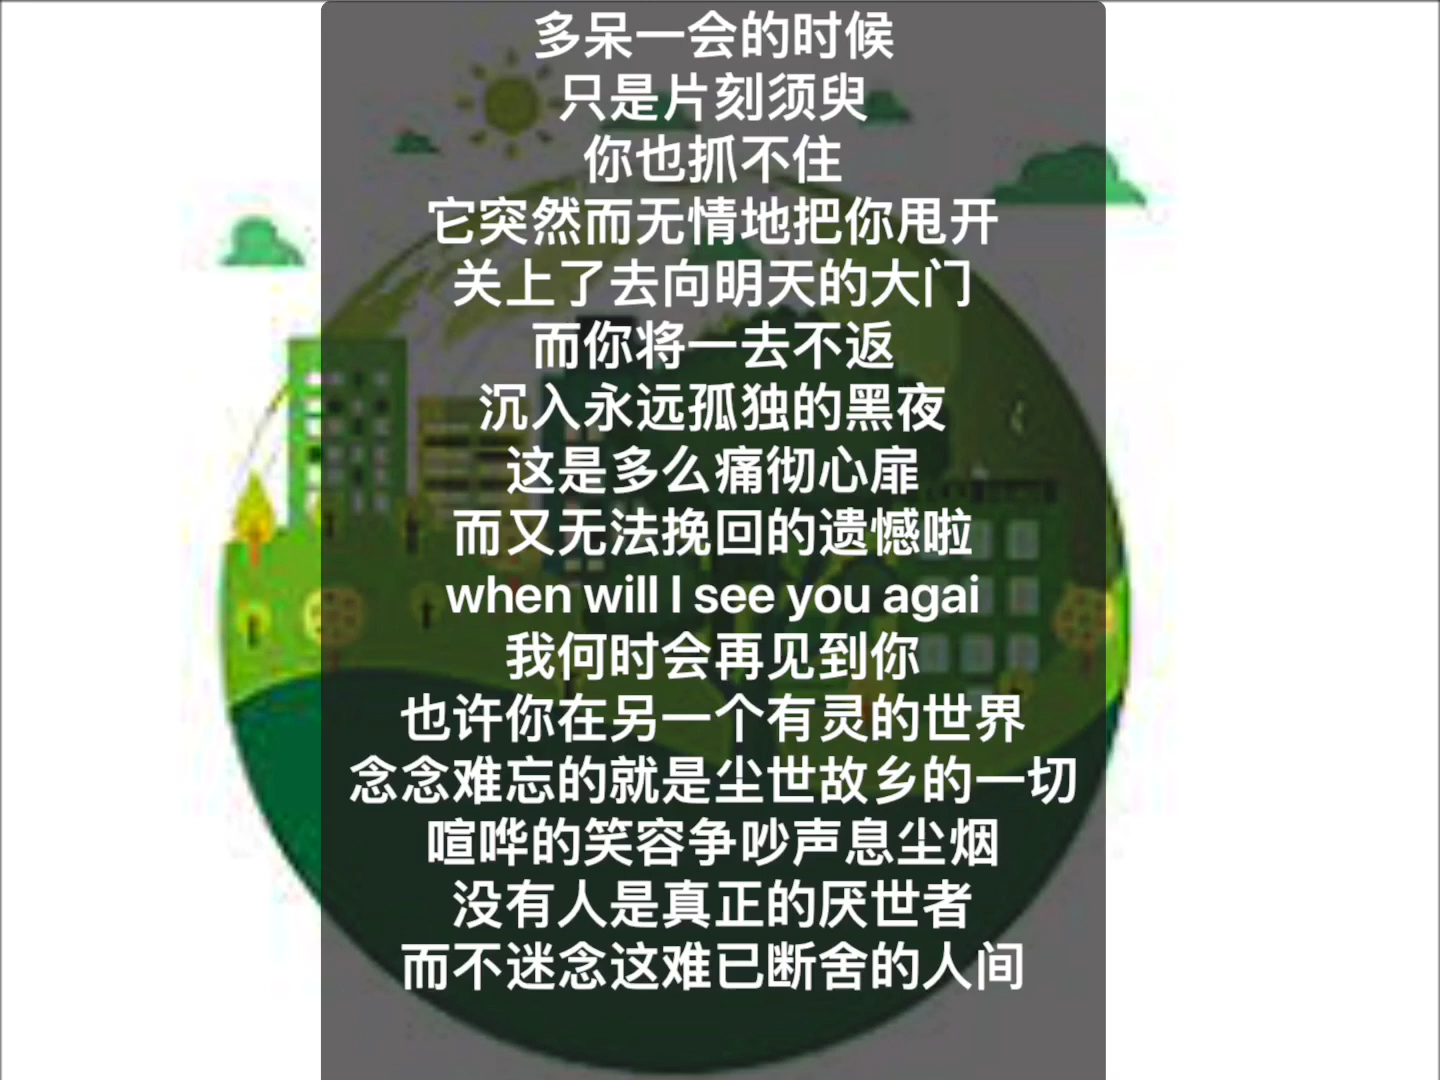 多呆一会的时候
只是片刻须臾
你也抓不住
它突然而无情地把你甩开
关上了去向明天的大门
而你将一去不返
沉入永远孤独的黑夜
这是多么痛彻心扉
而又无法挽回的遗憾啦
when will I see you agai
我何时会再见到你
也许你在另一个有灵的世界
念念难忘的就是尘世故乡的一切
喧哗的笑容争吵声息尘烟
没有人是真正的厌世者
而不迷念这难已断舍的人间